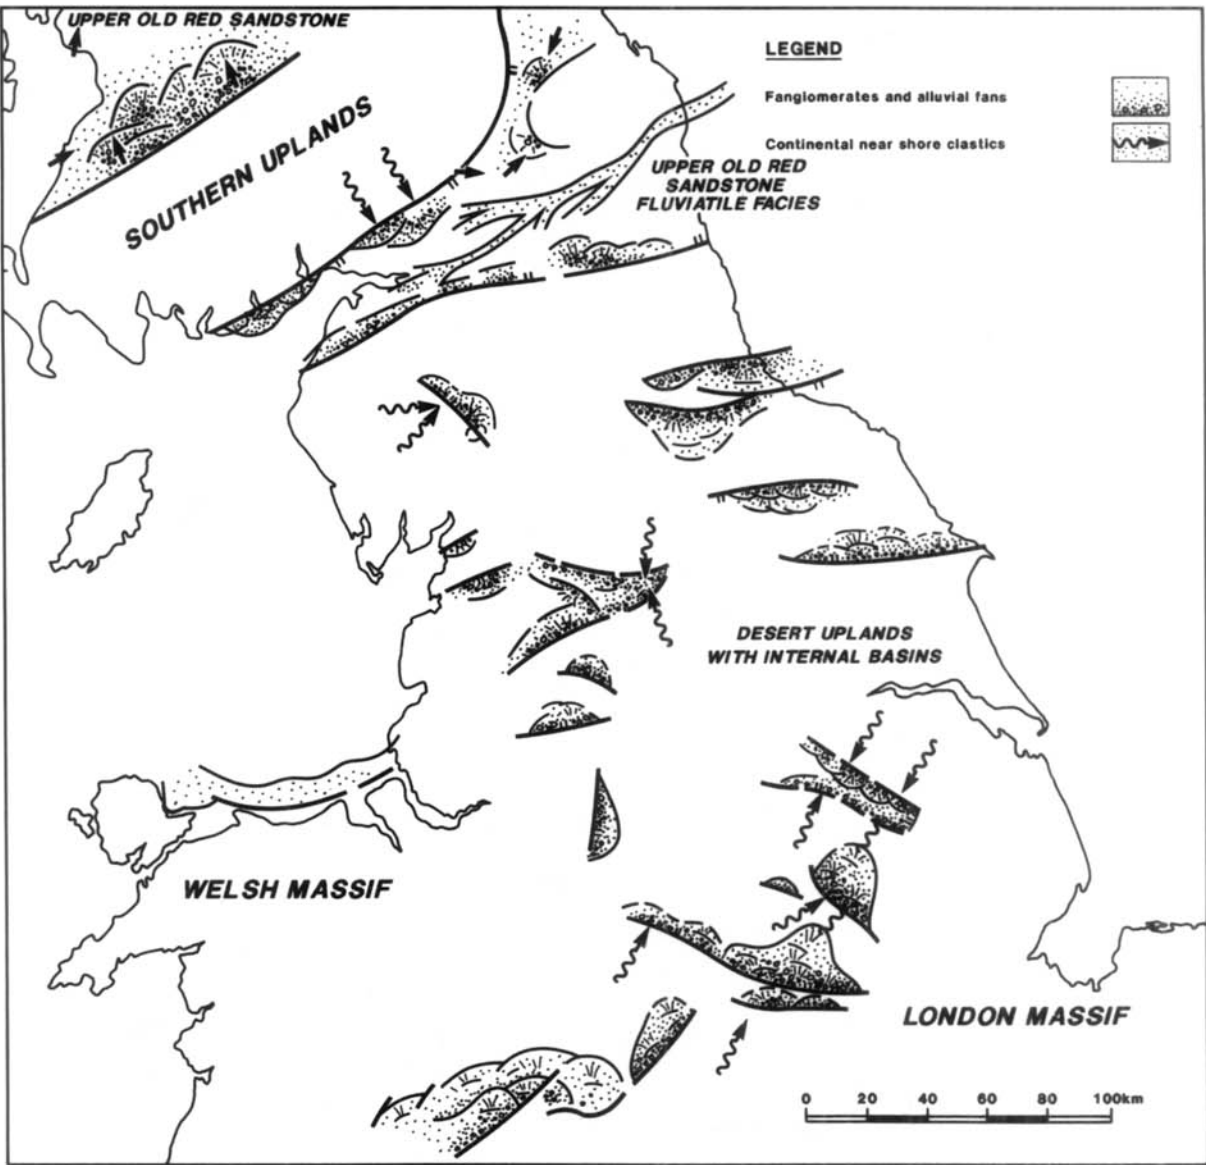 UPPER OLD RED SANDSTONE
LEGEND
Fanglomerates and alluvial fans
Continental near shore clastics
SOUTHERN UPLANDS
UPPER OLD RED
SANDSTONE
FLUVIATILE FACIES
DESERT UPLANDS
WITH INTERNAL BASINS
WELSH MASSIF
LONDON MASSIF
0 20 40 60 80 100km